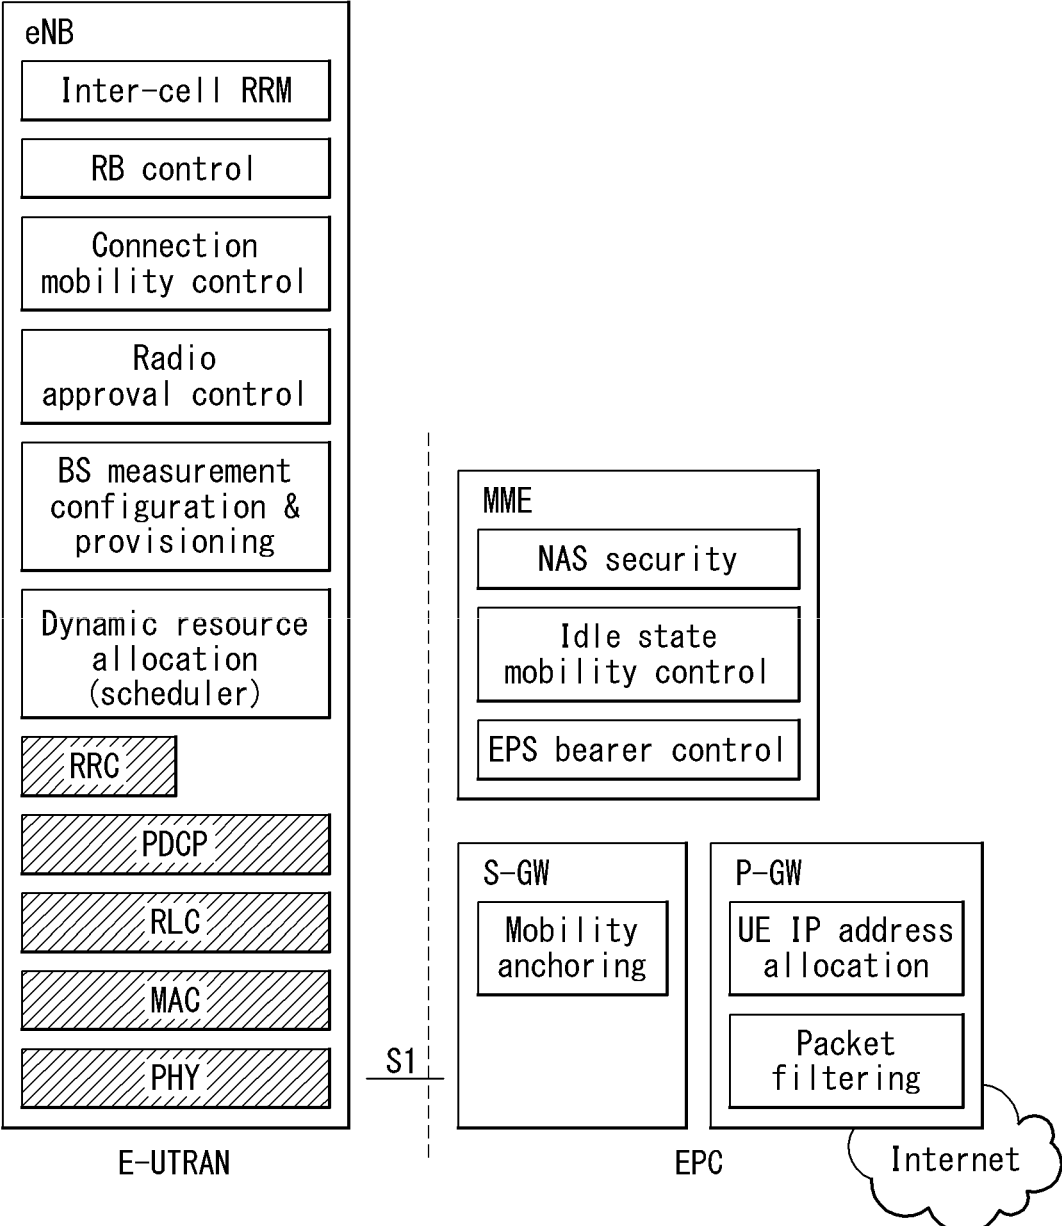 eNB
Inter-cell RRM
RB control
Connection
mobility control
Radio
approval control
BS measurement
configuration &
provisioning
Dynamic resource
allocation
(scheduler)
RRC
PDCP
RLC
MAC
PHY
E-UTRAN
S1
MME
NAS security
Idle state
mobility control
EPS bearer control
S-GW
Mobility
anchoring
P-GW
UE IP address
allocation
Packet
filtering
EPC
Internet